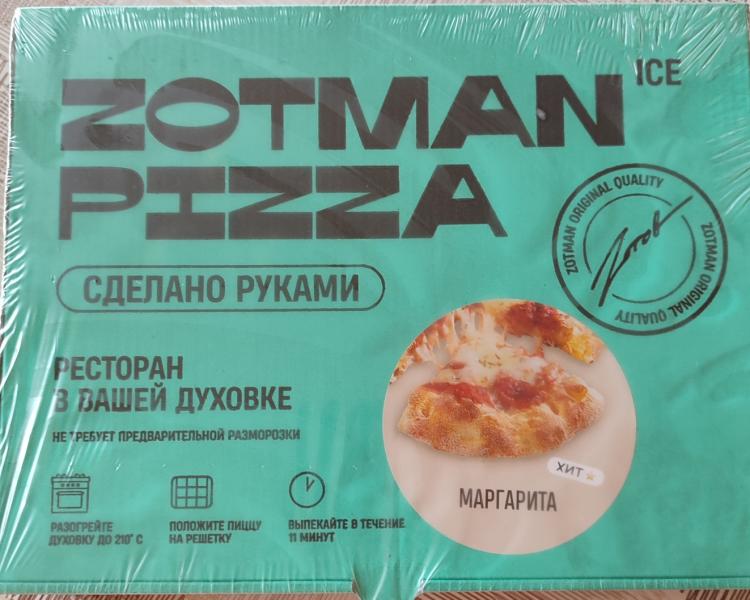 ZOTMAN ICE
PIZZA
ZOTMAN ORIGINAL QUALITY
ZOTMAN ORIGINAL QUALITY
Zотов
СДЕЛАНО РУКАМИ
РЕСТОРАН
В ВАШЕЙ ДУХОВКЕ
НЕ ТРЕБУЕТ ПРЕДВАРИТЕЛЬНОЙ РАЗМОРОЗКИ
ХИТ
МАРГАРИТА
РАЗОГРЕЙТЕ
ДУХОВКУ ДО 210° С
ПОЛОЖИТЕ ПИЦЦУ
НА РЕШЕТКУ
ВЫПЕКАЙТЕ В ТЕЧЕНИЕ
11 МИНУТ